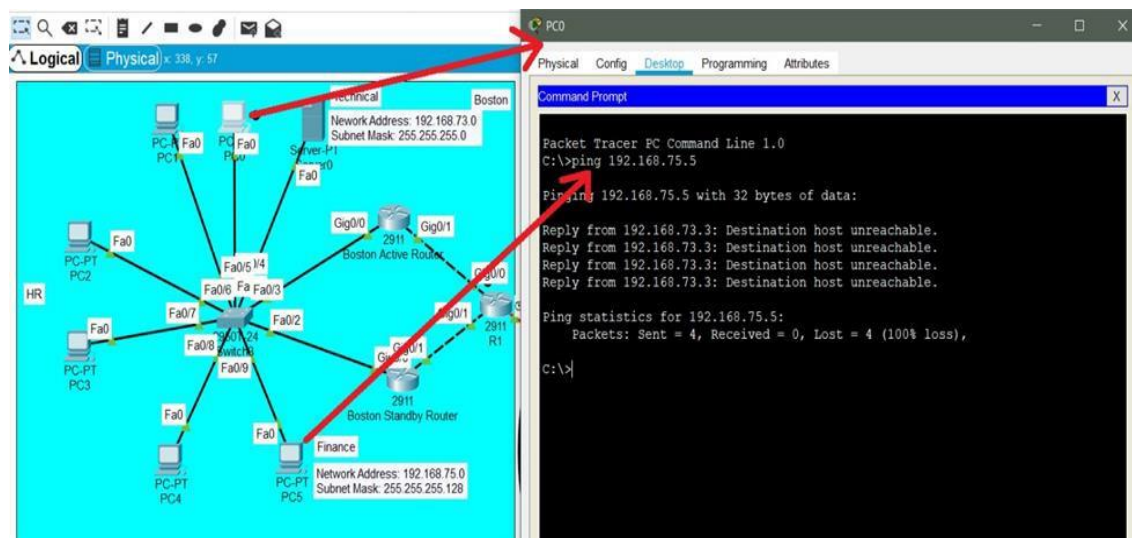 Logical
Physical
x: 338, y: 57
Technical
Boston
Nework Address: 192.168.73.0
Subnet Mask: 255.255.255.0
Fa0
PC1
Fa0
Server-PT
Fa0
Gig0/0
Gig0/1
2911
Boston Active Router
Fa0
PC-PT
PC2
HR
Fa0/5
Fa0/6
Fa0/3
Fa0/7
Fa0/2
Gig0/1
2911
R1
Fa0
Fa0/8
Fa0/9
PC-PT
PC3
2911
Boston Standby Router
Fa0
Fa0
Finance
PC-PT
PC4
PC-PT
PC5
Network Address: 192.168.75.0
Subnet Mask: 255.255.255.128
PC0
Physical Config Desktop Programming Attributes
Command Prompt
X
Packet Tracer PC Command Line 1.0
C:\>ping 192.168.75.5
Pinging 192.168.75.5 with 32 bytes of data:
Reply from 192.168.73.3: Destination host unreachable.
Reply from 192.168.73.3: Destination host unreachable.
Reply from 192.168.73.3: Destination host unreachable.
Reply from 192.168.73.3: Destination host unreachable.
Ping statistics for 192.168.75.5:
Packets: Sent = 4, Received = 0, Lost = 4 (100% loss),
C:\>